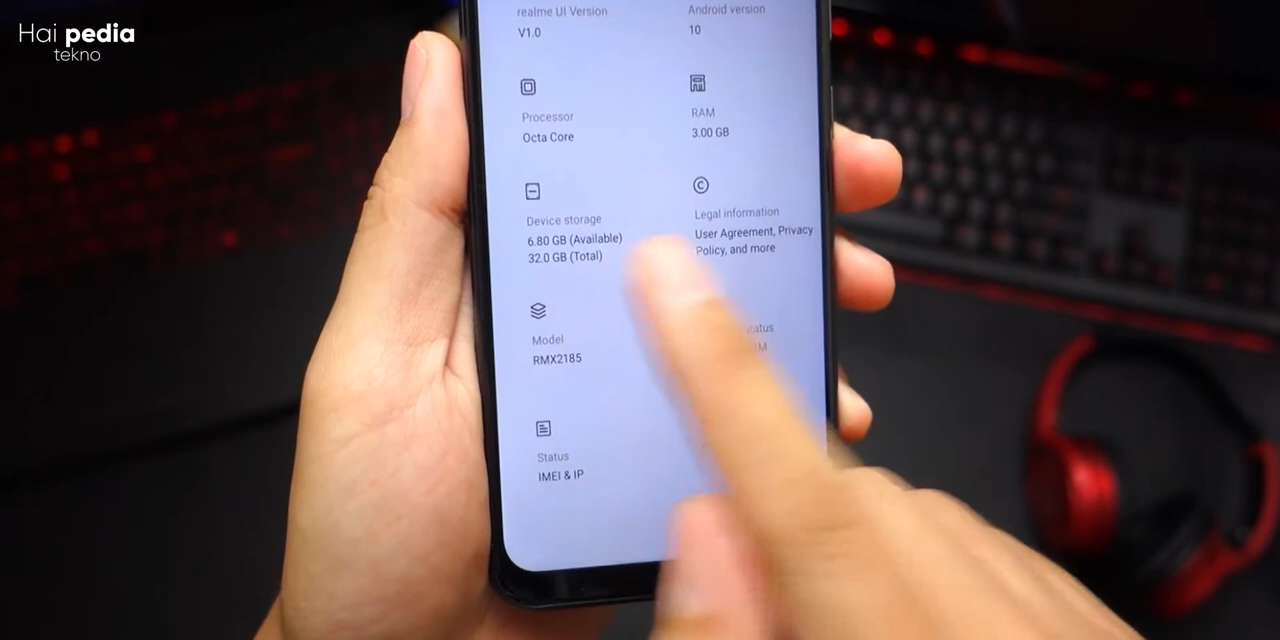 Hai pedia
tekno
realme UI Version
V1.0
Android version
10
Processor
Octa Core
RAM
3.00 GB
Device storage
6.80 GB (Available)
32.0 GB (Total)
Legal information
User Agreement, Privacy
Policy, and more
Model
RMX2185
Status
IMEI & IP